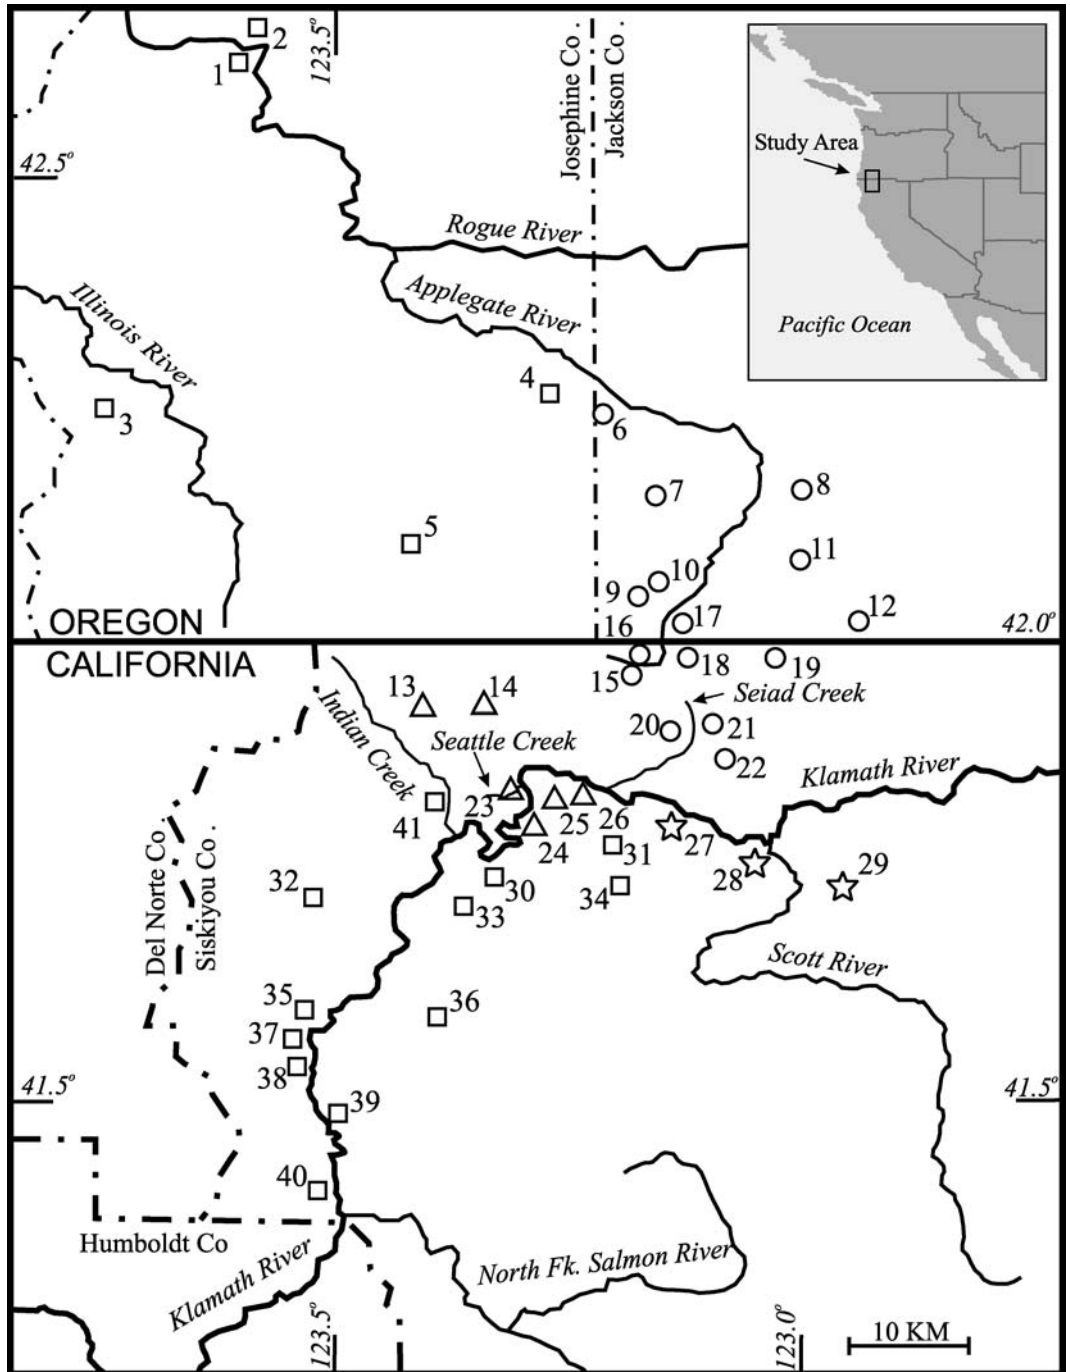 2
1
123.5°
Josephine Co.
Jackson Co.
Study Area
Pacific Ocean
42.5°
Rogue River
Applegate River
Illinois River
3
4
6
7
8
5
11
10
9
12
16
17
OREGON
42.0°
CALIFORNIA
15
18
19
13
14
Seiad Creek
Indian Creek
Seattle Creek
20
21
22
Klamath River
41
23
25
26
24
27
31
28
29
30
32
33
34
Del Norte Co.
Siskiyou Co.
Scott River
35
36
37
38
41.5°
41.5°
39
40
Humboldt Co
Klamath River
North Fk. Salmon River
123.5°
123.0°
10 KM